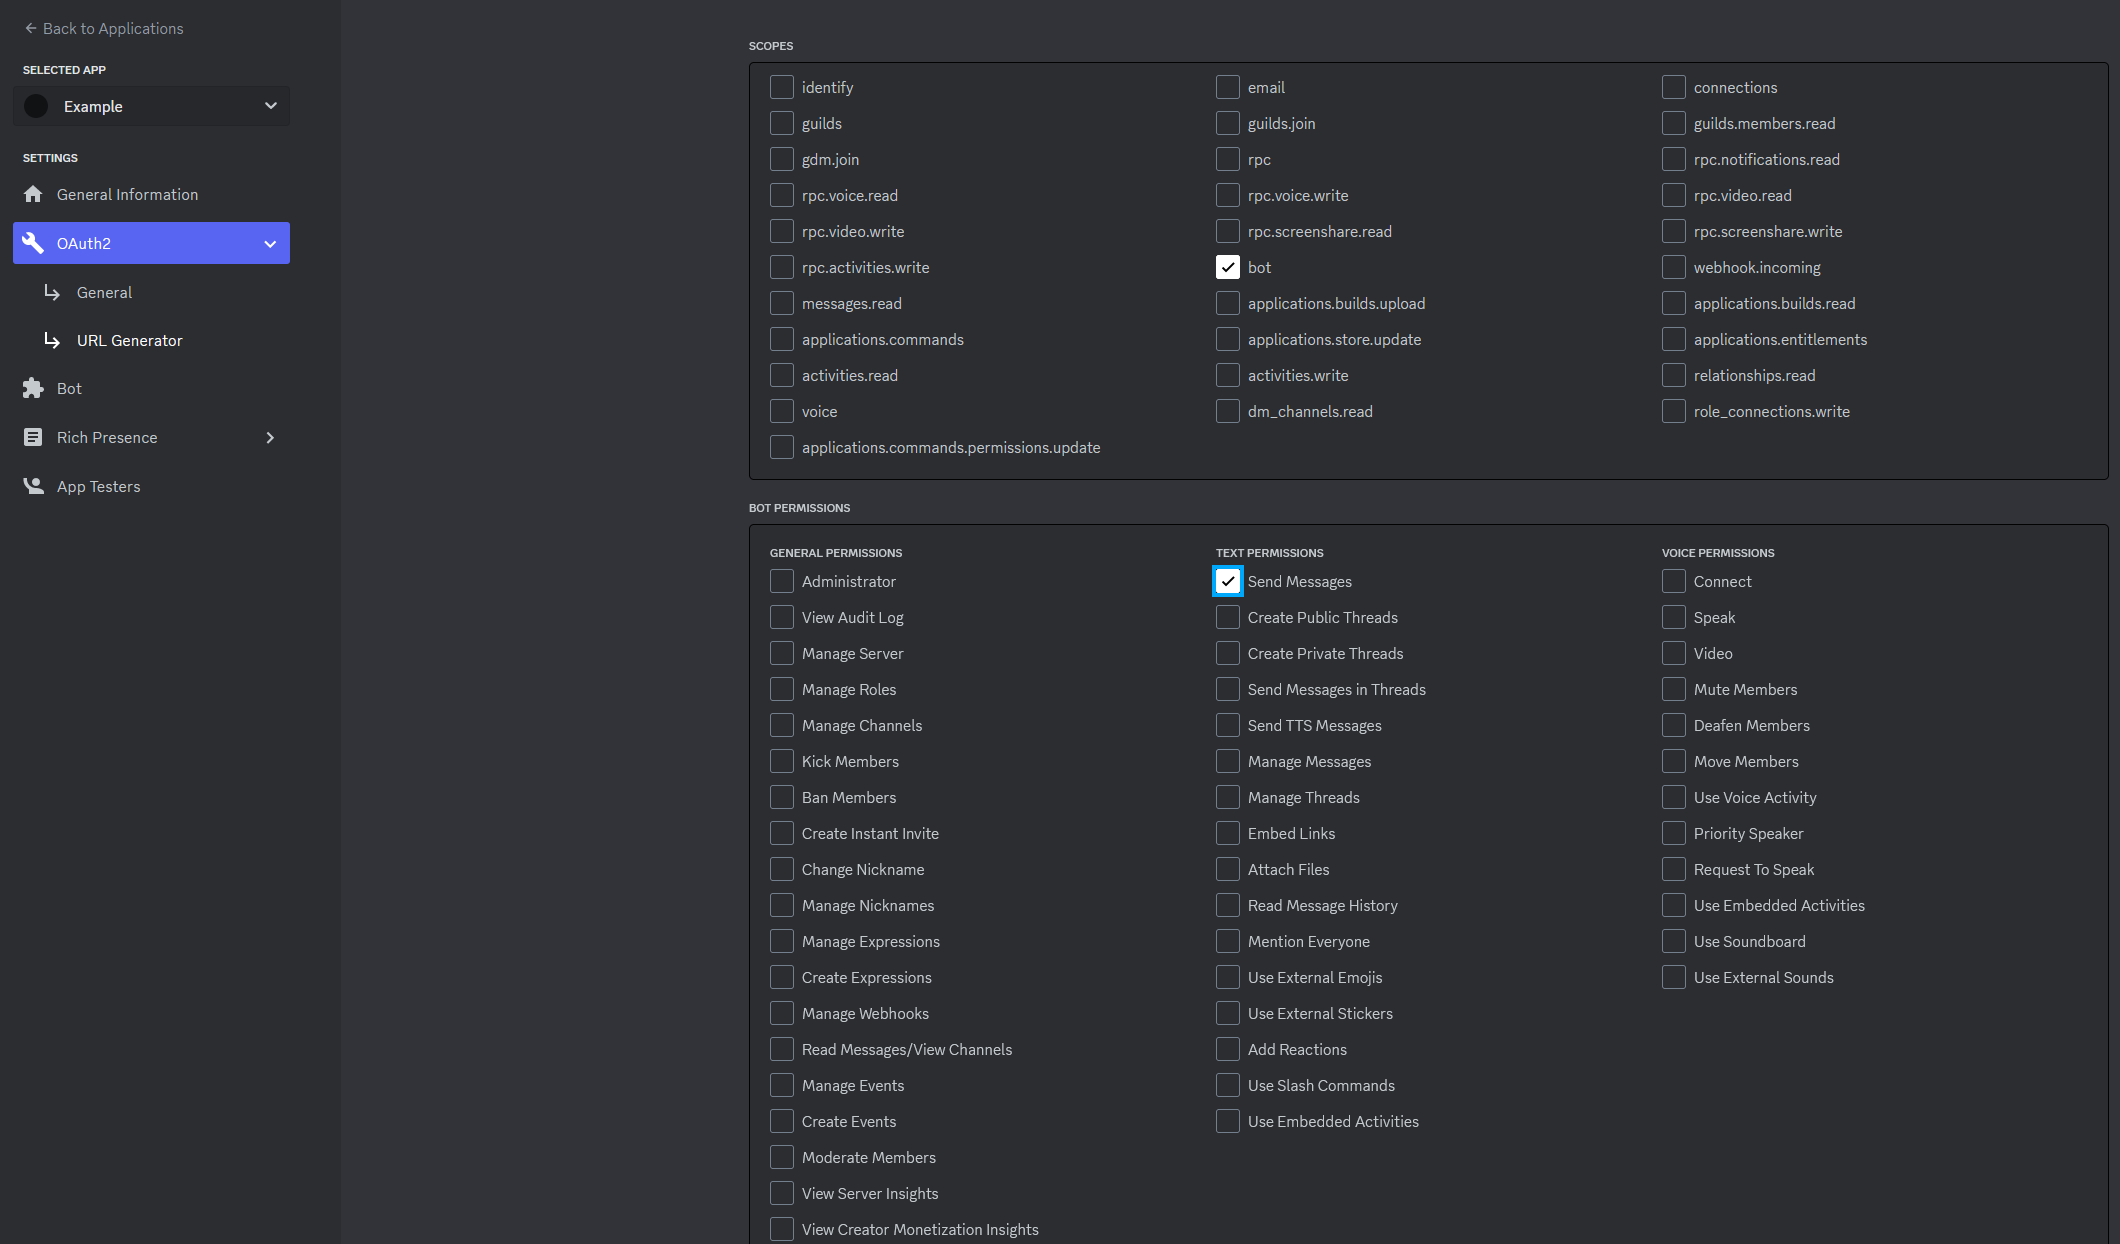 Back to Applications
SELECTED APP
Example
SETTINGS
General Information
OAuth2
General
URL Generator
Bot
Rich Presence
App Testers
SCOPES
identify
email
connections
guilds
guilds.join
guilds.members.read
gdm.join
rpc
rpc.notifications.read
rpc.voice.read
rpc.voice.write
rpc.video.read
rpc.video.write
rpc.screenshare.read
rpc.screenshare.write
rpc.activities.write
bot
webhook.incoming
messages.read
applications.builds.upload
applications.builds.read
applications.commands
applications.store.update
applications.entitlements
activities.read
activities.write
relationships.read
voice
dm_channels.read
role_connections.write
applications.commands.permissions.update
BOT PERMISSIONS
GENERAL PERMISSIONS
Administrator
View Audit Log
Manage Server
Manage Roles
Manage Channels
Kick Members
Ban Members
Create Instant Invite
Change Nickname
Manage Nicknames
Manage Expressions
Create Expressions
Manage Webhooks
Read Messages/View Channels
Manage Events
Create Events
Moderate Members
View Server Insights
View Creator Monetization Insights
TEXT PERMISSIONS
Send Messages
Create Public Threads
Create Private Threads
Send Messages in Threads
Send TTS Messages
Manage Messages
Manage Threads
Embed Links
Attach Files
Read Message History
Mention Everyone
Use External Emojis
Use External Stickers
Add Reactions
Use Slash Commands
Use Embedded Activities
VOICE PERMISSIONS
Connect
Speak
Video
Mute Members
Deafen Members
Move Members
Use Voice Activity
Priority Speaker
Request To Speak
Use Embedded Activities
Use Soundboard
Use External Sounds